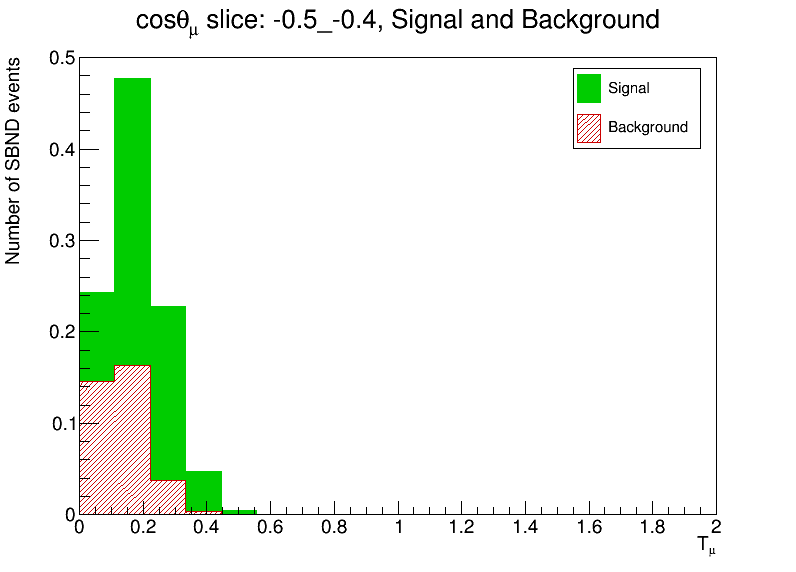 cosθμ slice: -0.5_-0.4, Signal and Background
Number of SBND events
0.5
0.4
0.3
0.2
0.1
0
Signal
Background
0 0.2 0.4 0.6 0.8 1 1.2 1.4 1.6 1.8 2
Tμ